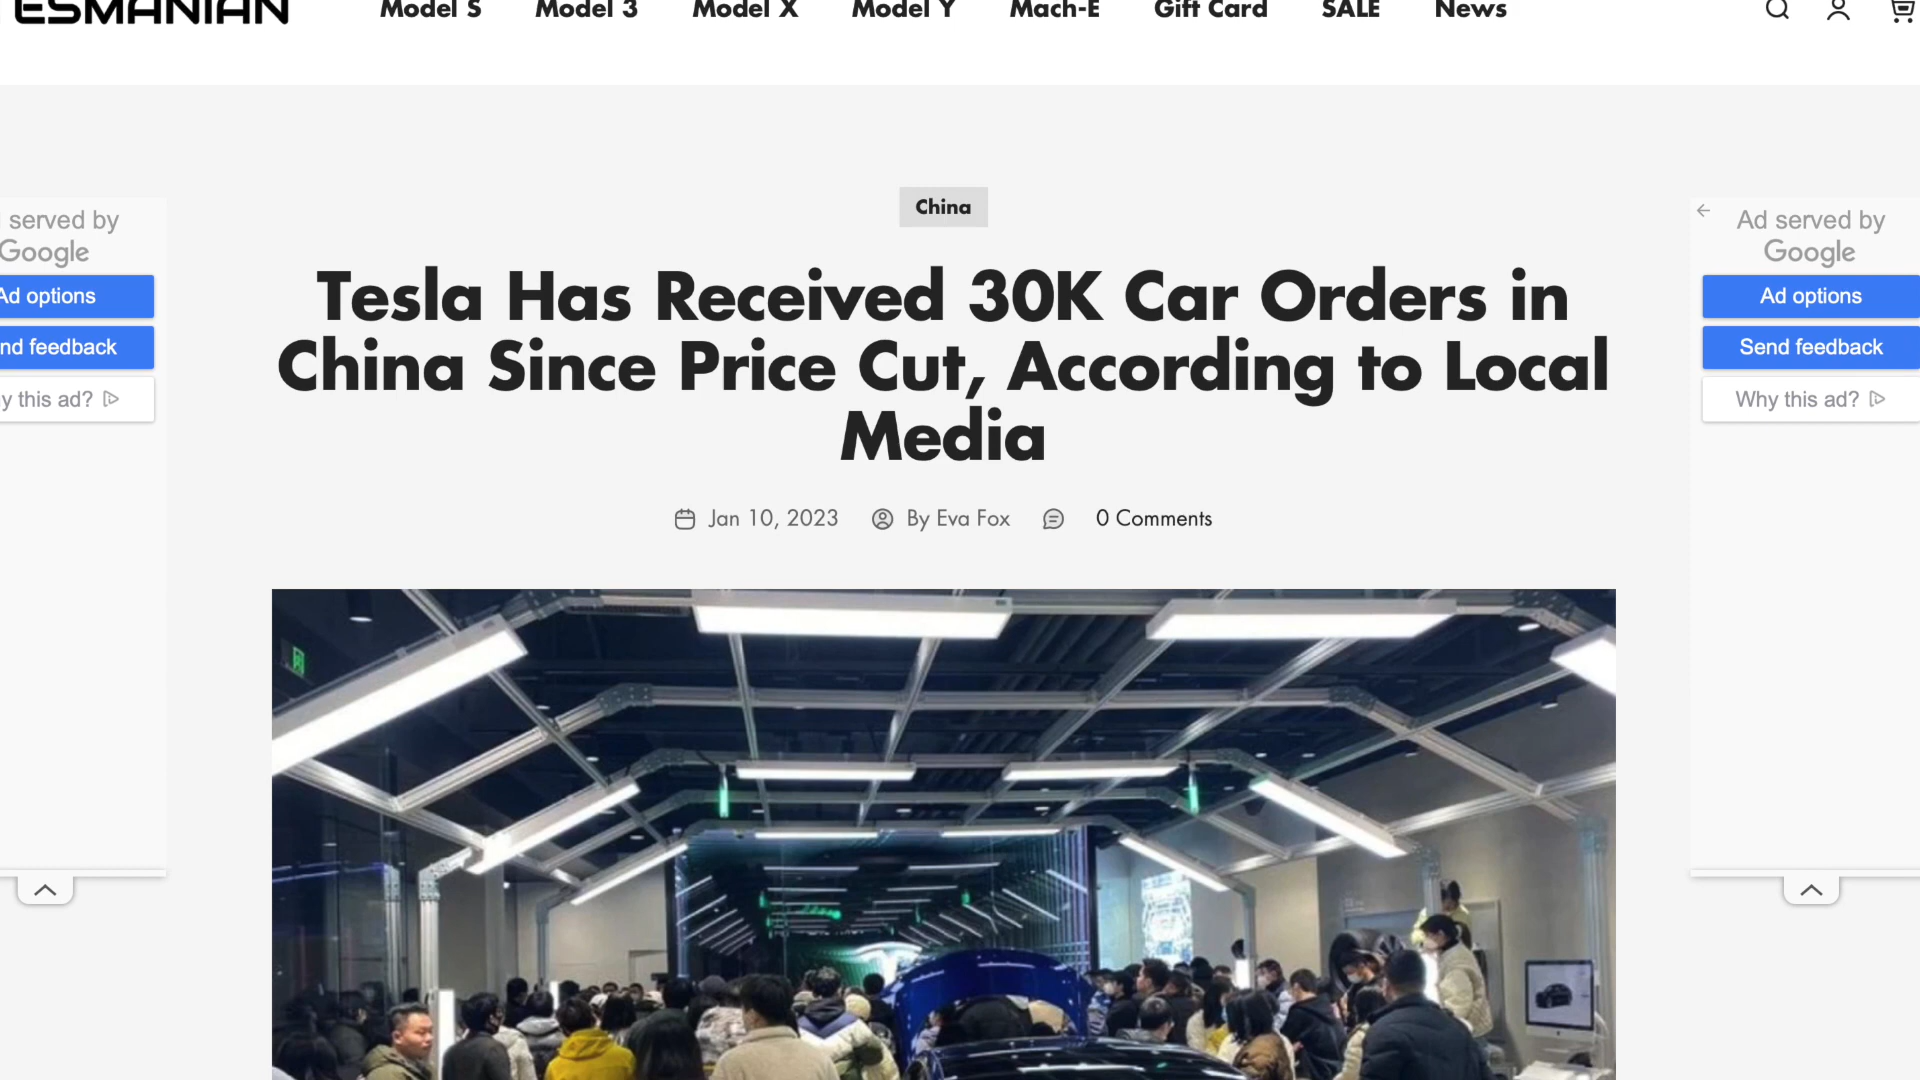 ESMANIAN
Model S
Model 3
Model X
Model Y
Mach-E
Gift Card
SALE
News
served by
Google
Ad options
nd feedback
y this ad?
China
Tesla Has Received 30K Car Orders in
China Since Price Cut, According to Local
Media
Jan 10, 2023
By Eva Fox
0 Comments
Ad served by
Google
Ad options
Send feedback
Why this ad?